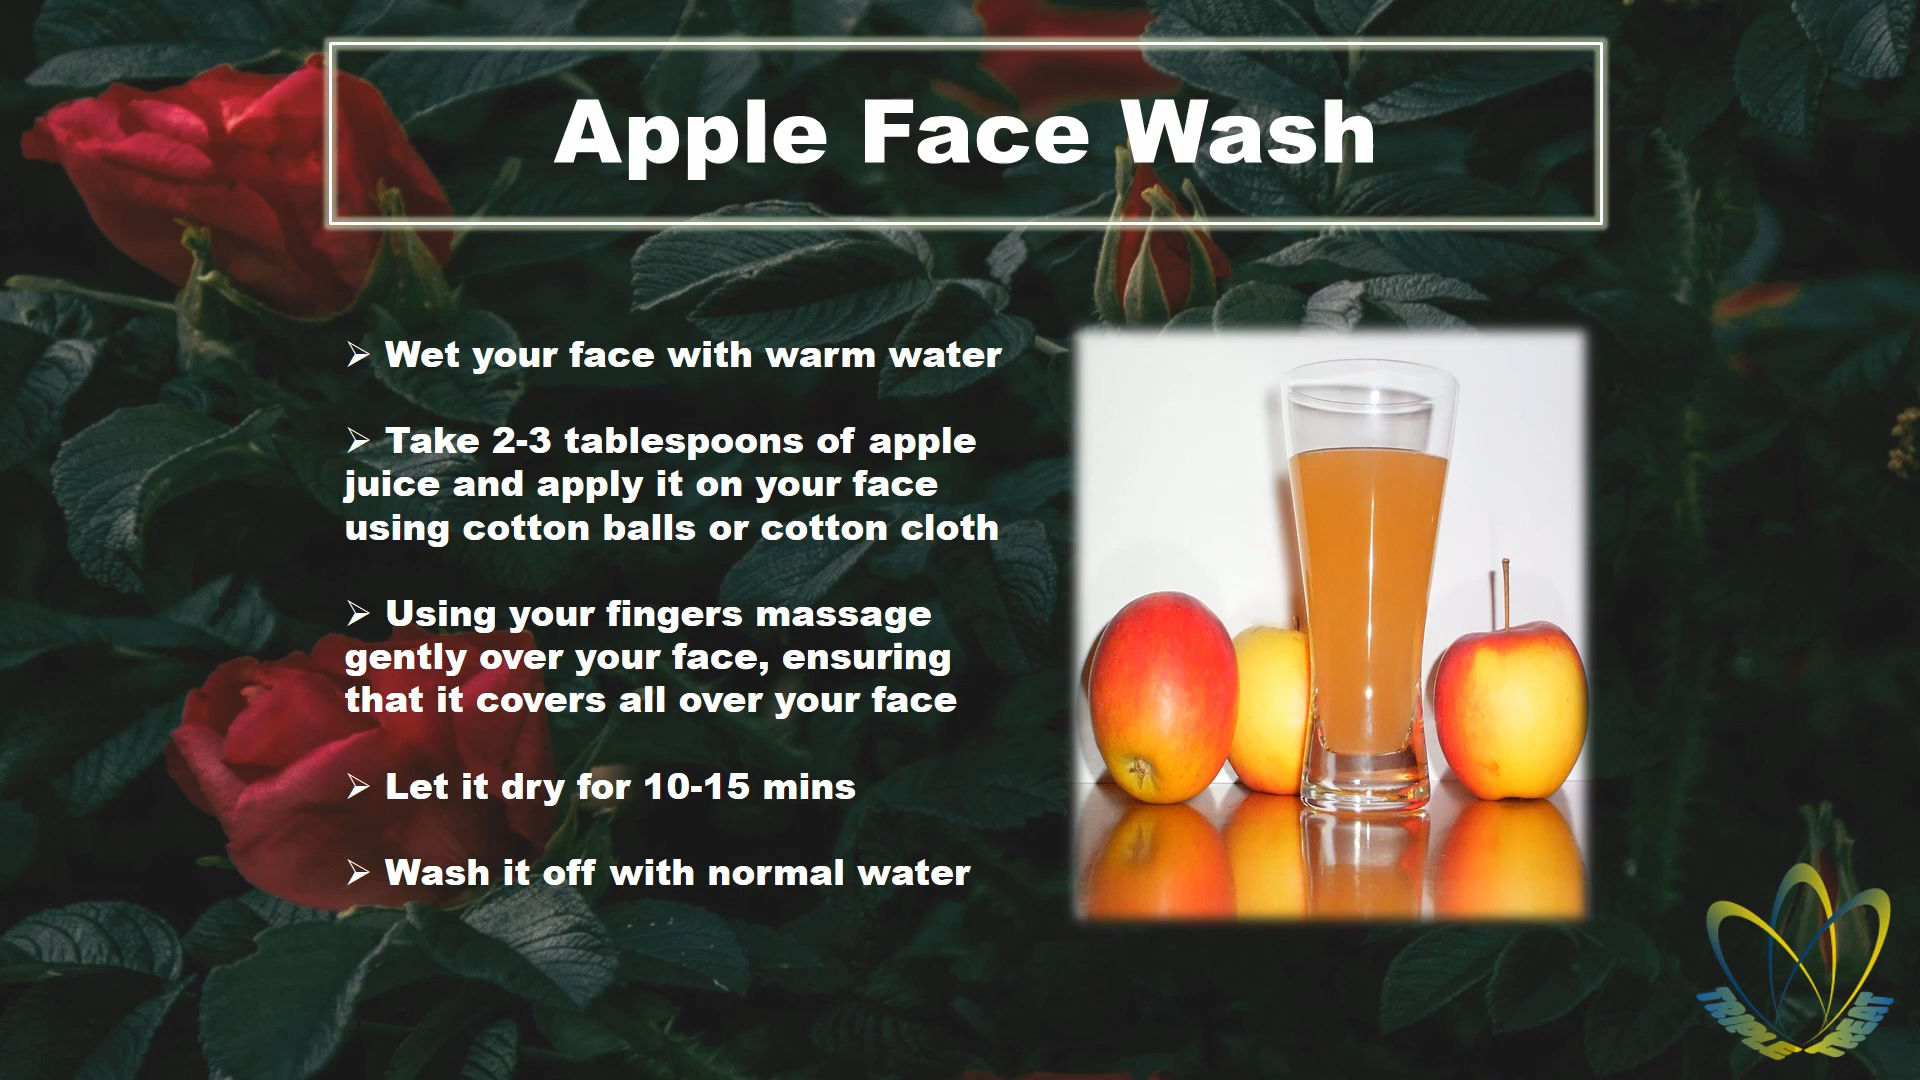 Apple Face Wash
➢ Wet your face with warm water
➢ Take 2-3 tablespoons of apple
juice and apply it on your face
using cotton balls or cotton cloth
➢ Using your fingers massage
gently over your face, ensuring
that it covers all over your face
➢ Let it dry for 10-15 mins
➢ Wash it off with normal water
TRIPLE TREAT